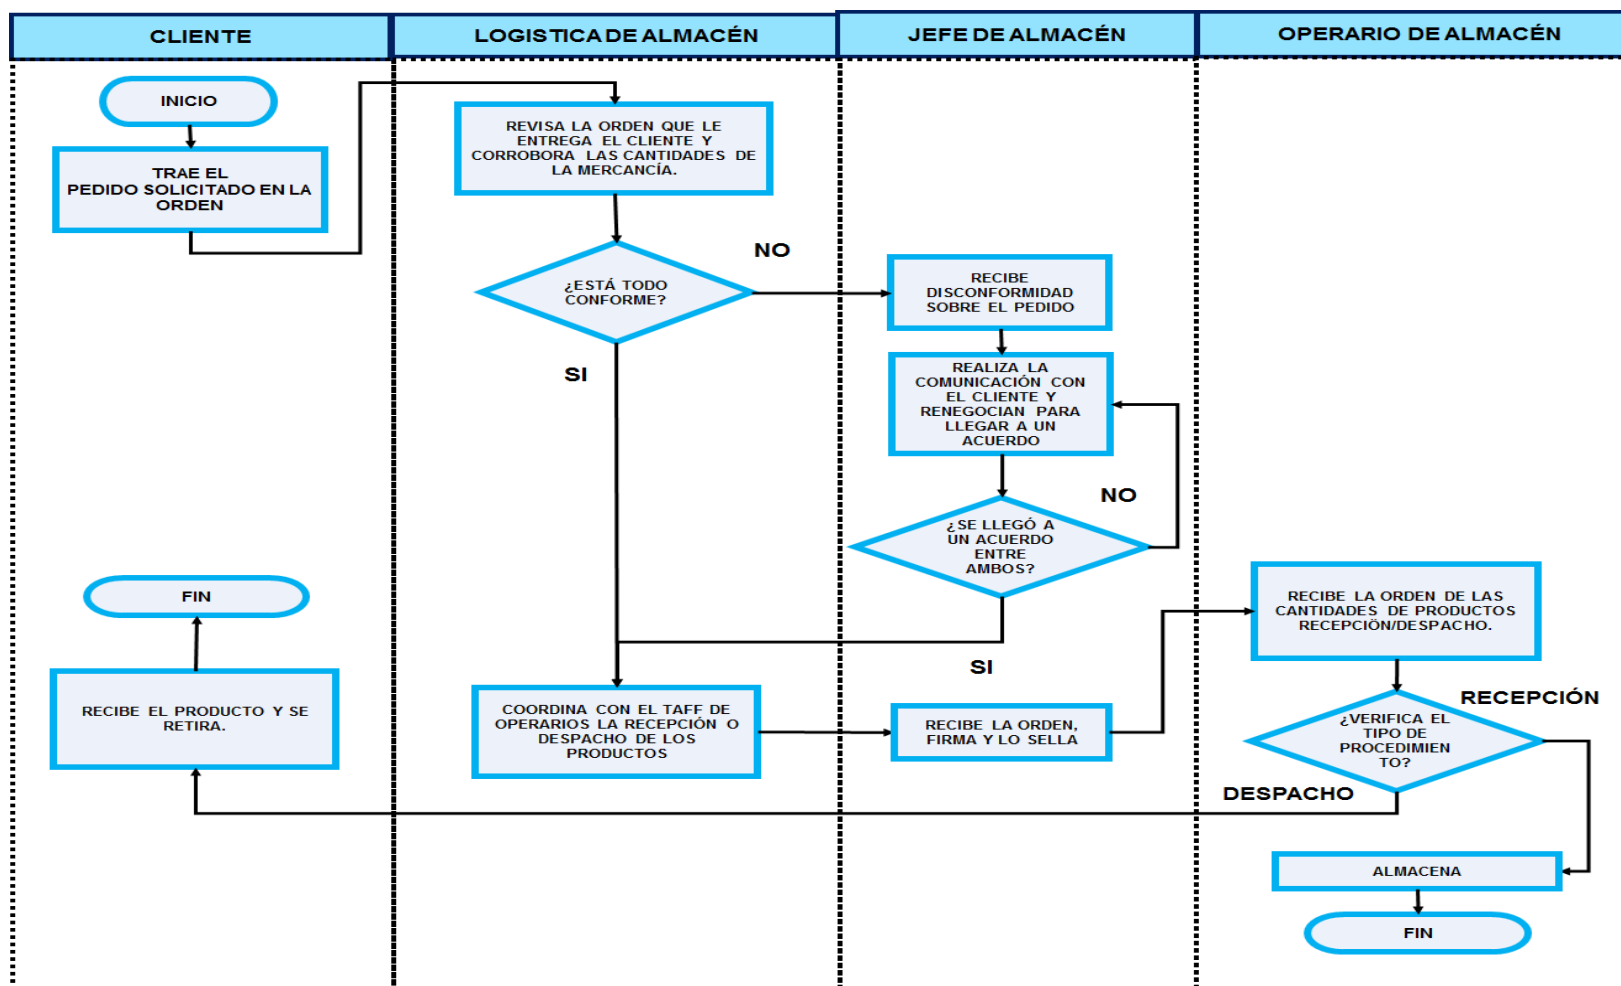 CLIENTE
LOGISTICA DE ALMACÉN
JEFE DE ALMACÉN
OPERARIO DE ALMACÉN
INICIO
TRAE EL
PEDIDO SOLICITADO EN LA
ORDEN
REVISA LA ORDEN QUE LE
ENTREGA EL CLIENTE Y
CORROBORA LAS CANTIDADES DE
LA MERCANCÍA.
¿ESTÁ TODO
CONFORME?
NO
SI
RECIBE
DISCONFORMIDAD
SOBRE EL PEDIDO
REALIZA LA
COMUNICACIÓN CON
EL CLIENTE Y
RENEGOCIAN PARA
LLEGAR A UN
ACUERDO
NO
¿SE LLEGÓ A
UN ACUERDO
ENTRE
AMBOS?
SI
FIN
RECIBE EL PRODUCTO Y SE
RETIRA.
COORDINA CON EL TAFF DE
OPERARIOS LA RECEPCIÓN O
DESPACHO DE LOS
PRODUCTOS
RECIBE LA ORDEN,
FIRMA Y LO SELLA
RECIBE LA ORDEN DE LAS
CANTIDADES DE PRODUCTOS
RECEPCIÖN/DESPACHO.
RECEPCIÓN
¿VERIFICA EL
TIPO DE
PROCEDIMIEN
TO?
DESPACHO
ALMACENA
FIN